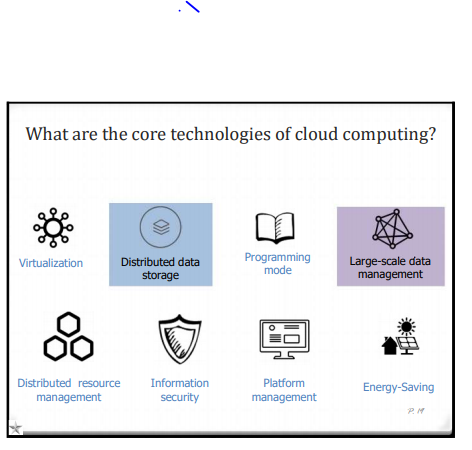 What are the core technologies of cloud computing?
Virtualization
Distributed data
storage
Programming
mode
Large-scale data
management
Distributed resource
management
Information
security
Platform
management
Energy-Saving
P. 19